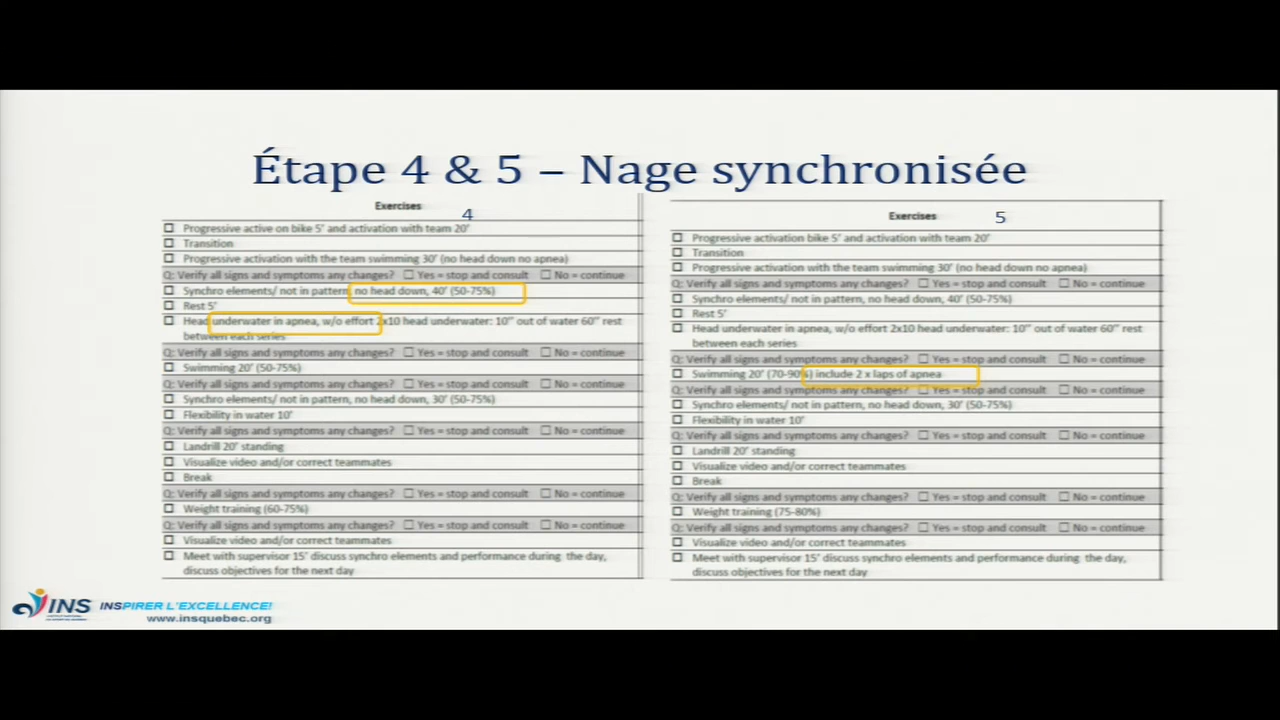 Étape 4 & 5 – Nage synchronisée
Exercises
4
Progressive active on bike 5' and activation with team 20'
Transition
Progressive activation with the team swimming 30' (no head down no apnea)
Q: Verify all signs and symptoms any changes? ☐ Yes = stop and consult ☐ No = continue
Synchro elements/ not in pattern, no head down, 40' (50-75%)
Rest 5'
Head underwater in apnea, w/o effort 2x10 head underwater: 10" out of water 60" rest
between each series
Q: Verify all signs and symptoms any changes? ☐ Yes = stop and consult ☐ No = continue
Swimming 20' (50-75%)
Q: Verify all signs and symptoms any changes? ☐ Yes = stop and consult ☐ No = continue
Synchro elements/ not in pattern, no head down, 30' (50-75%)
Flexibility in water 10'
Q: Verify all signs and symptoms any changes? ☐ Yes = stop and consult ☐ No = continue
Landrill 20' standing
Visualize video and/or correct teammates
Break
Q: Verify all signs and symptoms any changes? ☐ Yes = stop and consult ☐ No = continue
Weight training (60-75%)
Q: Verify all signs and symptoms any changes? ☐ Yes = stop and consult ☐ No = continue
Visualize video and/or correct teammates
Meet with supervisor 15' discuss synchro elements and performance during the day,
discuss objectives for the next day
Exercises
5
Progressive activation bike 5' and activation with team 20'
Transition
Progressive activation with the team swimming 30' (no head down no apnea)
Q: Verify all signs and symptoms any changes? ☐ Yes = stop and consult ☐ No = continue
Synchro elements/ not in pattern, no head down, 40' (50-75%)
Rest 5'
Head underwater in apnea, w/o effort 2x10 head underwater: 10" out of water 60" rest
between each series
Q: Verify all signs and symptoms any changes? ☐ Yes = stop and consult ☐ No = continue
Swimming 20' (70-90%) include 2 x laps of apnea
Q: Verify all signs and symptoms any changes? ☐ Yes = stop and consult ☐ No = continue
Synchro elements/ not in pattern, no head down, 30' (50-75%)
Flexibility in water 10'
Q: Verify all signs and symptoms any changes? ☐ Yes = stop and consult ☐ No = continue
Landrill 20' standing
Visualize video and/or correct teammates
Break
Q: Verify all signs and symptoms any changes? ☐ Yes = stop and consult ☐ No = continue
Weight training (75-80%)
Q: Verify all signs and symptoms any changes? ☐ Yes = stop and consult ☐ No = continue
Visualize video and/or correct teammates
Meet with supervisor 15' discuss synchro elements and performance during the day,
discuss objectives for the next day
INS INSPIRER L'EXCELLENCE!
www.insquebec.org